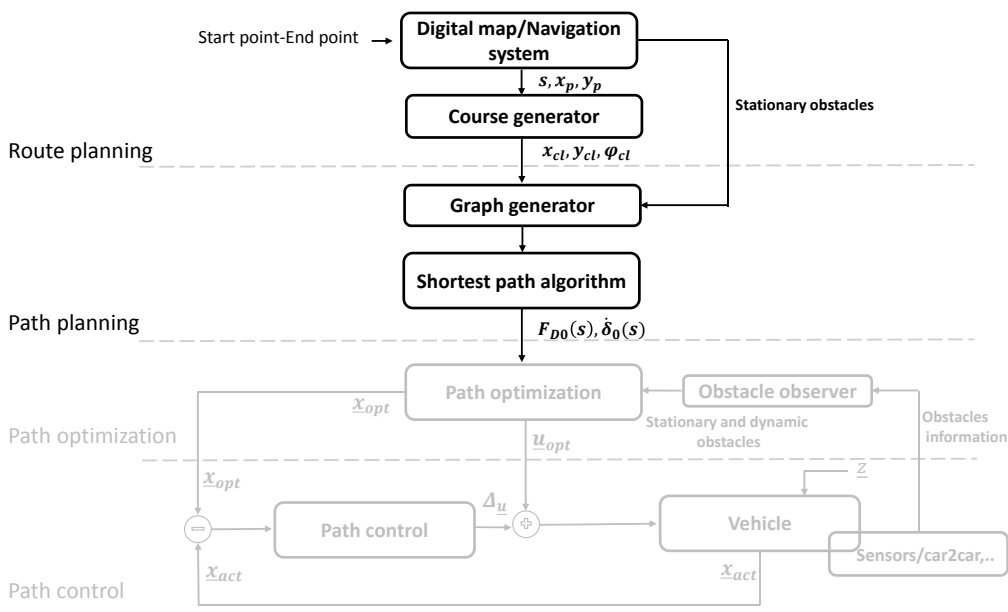 Start point-End point
Digital map/Navigation
system
s, x_p, y_p
Stationary obstacles
Course generator
Route planning
x_cl, y_cl, φ_cl
Graph generator
Shortest path algorithm
Path planning
F_D0(s), δ̇_0(s)
Path optimization
Obstacle observer
x_opt
Stationary and dynamic
obstacles
Obstacles
information
Path optimization
u_opt
x_opt
z
Δ_u
Path control
Vehicle
Sensors/car2car,..
x_act
x_act
Path control